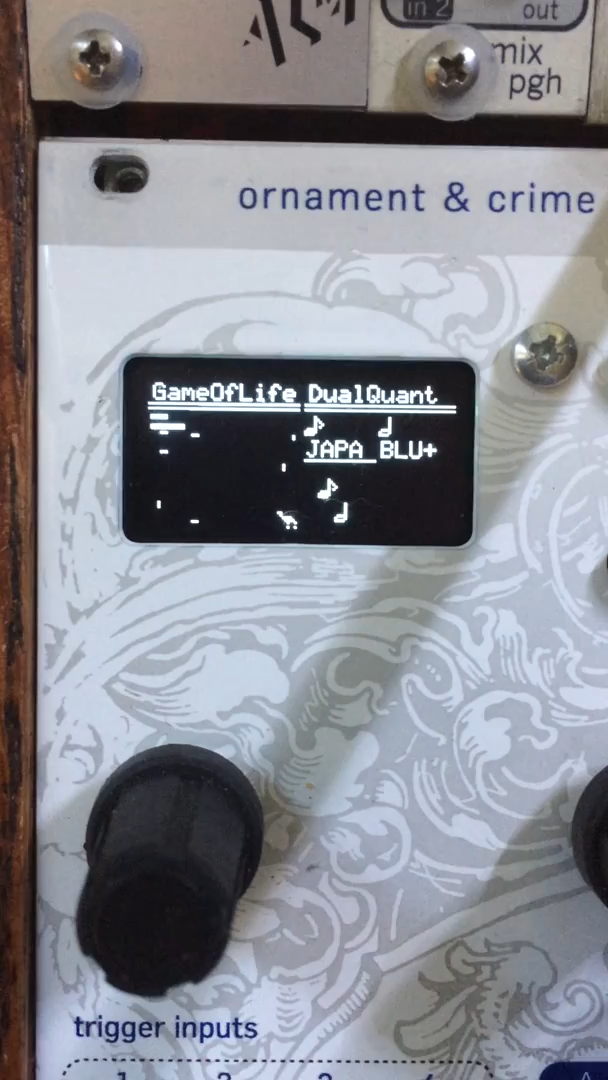 in 2
out
mix
pgh
ornament & crime
GameOfLife DualQuant
JAPA BLU+
trigger inputs